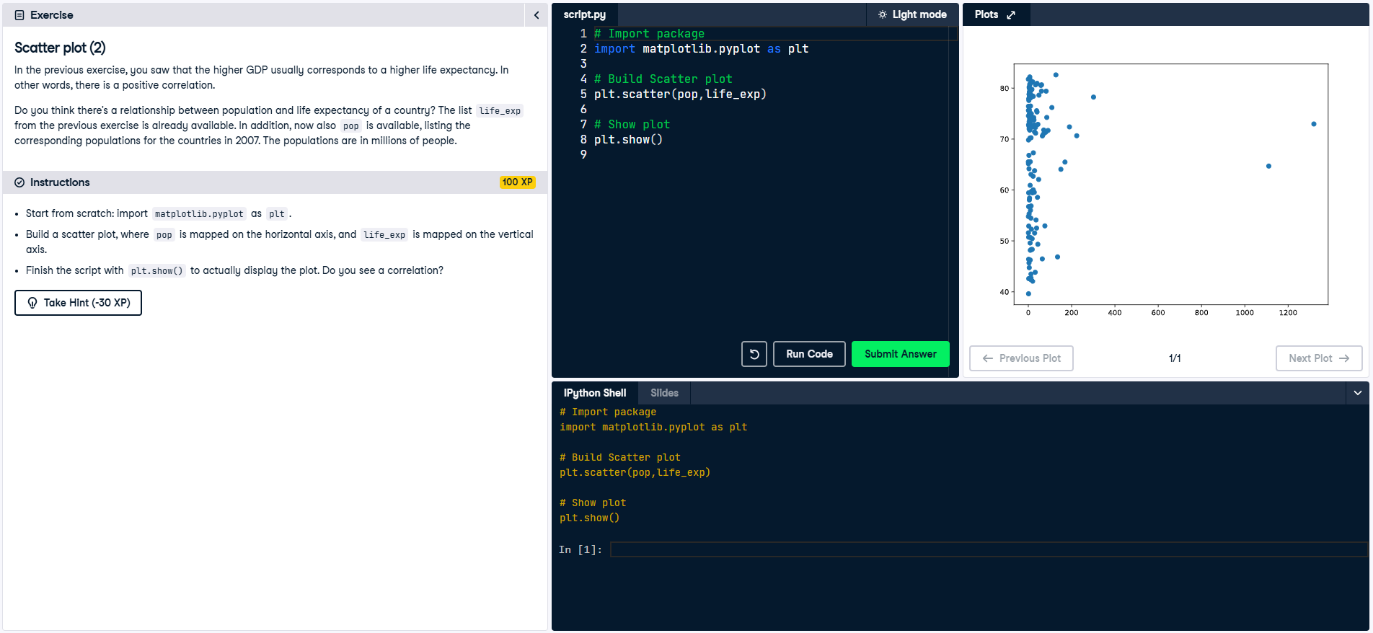 Exercise
Scatter plot (2)
In the previous exercise, you saw that the higher GDP usually corresponds to a higher life expectancy. In
other words, there is a positive correlation.
Do you think there's a relationship between population and life expectancy of a country? The list life_exp
from the previous exercise is already available. In addition, now also pop is available, listing the
corresponding populations for the countries in 2007. The populations are in millions of people.
Instructions 100 XP
• Start from scratch: import matplotlib.pyplot as plt .
• Build a scatter plot, where pop is mapped on the horizontal axis, and life_exp is mapped on the vertical
axis.
• Finish the script with plt.show() to actually display the plot. Do you see a correlation?
Take Hint (-30 XP)
script.py Light mode
1 # Import package
2 import matplotlib.pyplot as plt
3
4 # Build Scatter plot
5 plt.scatter(pop,life_exp)
6
7 # Show plot
8 plt.show()
9
Run Code Submit Answer
Plots
80
70
60
50
40
0 200 400 600 800 1000 1200
← Previous Plot 1/1 Next Plot →
IPython Shell Slides
# Import package
import matplotlib.pyplot as plt
# Build Scatter plot
plt.scatter(pop,life_exp)
# Show plot
plt.show()
In [1]: